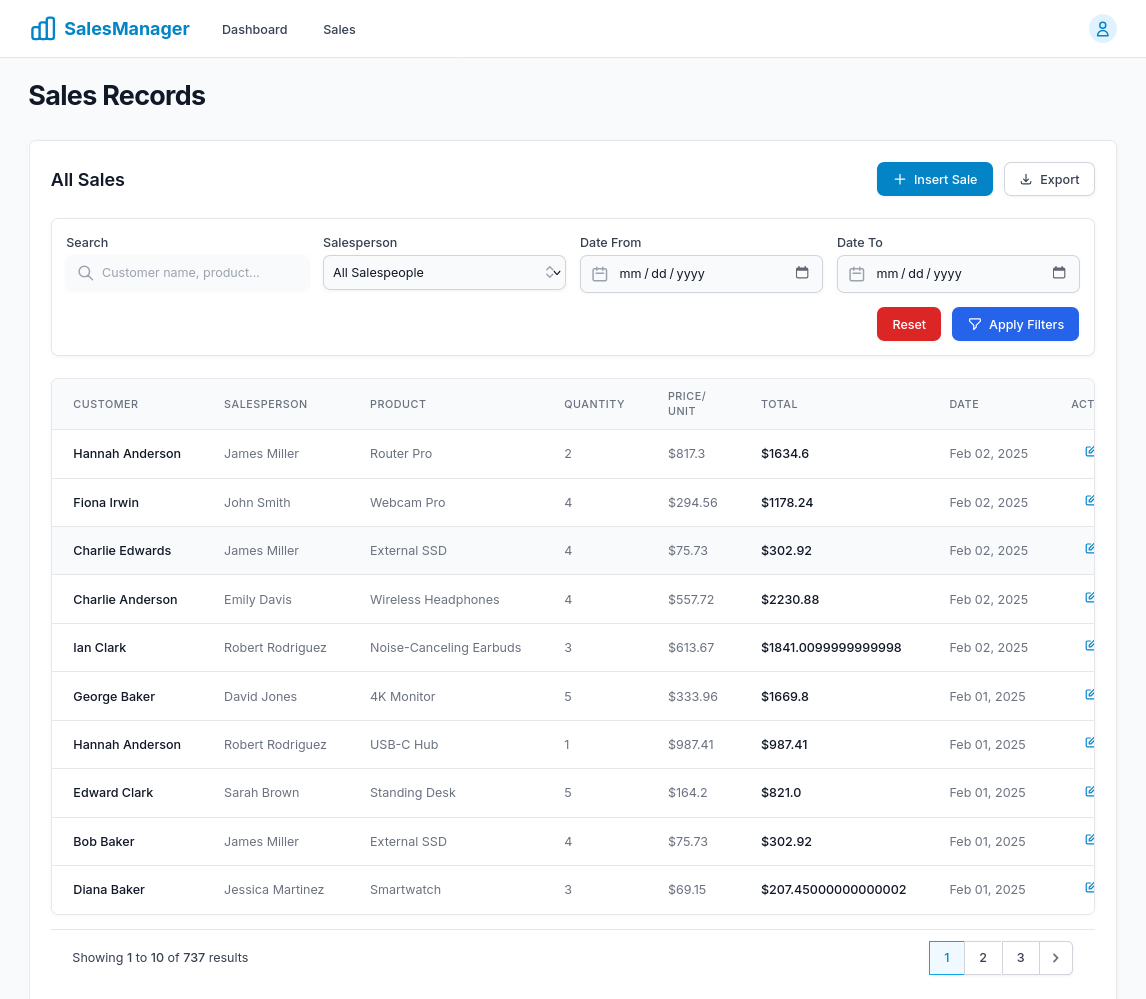 SalesManager Dashboard Sales
Sales Records
All Sales + Insert Sale Export
Search Salesperson Date From Date To
Customer name, product... All Salespeople mm / dd / yyyy mm / dd / yyyy
Reset Apply Filters
CUSTOMER SALESPERSON PRODUCT QUANTITY PRICE/ UNIT TOTAL DATE ACT
Hannah Anderson James Miller Router Pro 2 $817.3 $1634.6 Feb 02, 2025
Fiona Irwin John Smith Webcam Pro 4 $294.56 $1178.24 Feb 02, 2025
Charlie Edwards James Miller External SSD 4 $75.73 $302.92 Feb 02, 2025
Charlie Anderson Emily Davis Wireless Headphones 4 $557.72 $2230.88 Feb 02, 2025
Ian Clark Robert Rodriguez Noise-Canceling Earbuds 3 $613.67 $1841.0099999999998 Feb 02, 2025
George Baker David Jones 4K Monitor 5 $333.96 $1669.8 Feb 01, 2025
Hannah Anderson Robert Rodriguez USB-C Hub 1 $987.41 $987.41 Feb 01, 2025
Edward Clark Sarah Brown Standing Desk 5 $164.2 $821.0 Feb 01, 2025
Bob Baker James Miller External SSD 4 $75.73 $302.92 Feb 01, 2025
Diana Baker Jessica Martinez Smartwatch 3 $69.15 $207.45000000000002 Feb 01, 2025
Showing 1 to 10 of 737 results 1 2 3